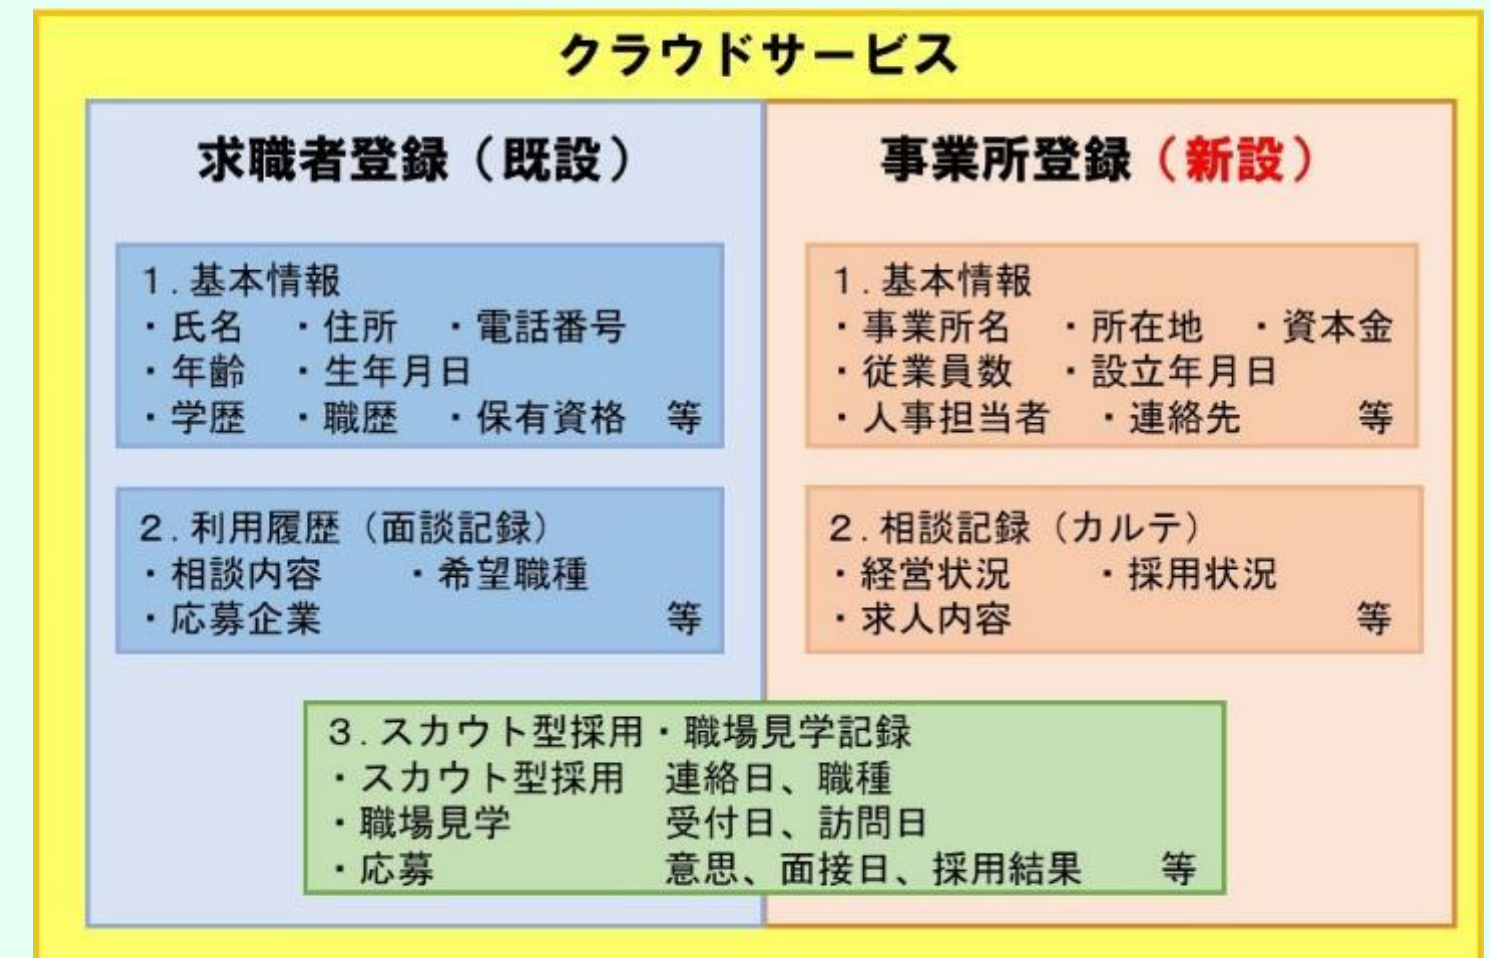 クラウドサービス
求職者登録（既設）
1.基本情報
・氏名　・住所　・電話番号
・年齢　・生年月日
・学歴　・職歴　・保有資格　等
2.利用履歴（面談記録）
・相談内容　　・希望職種
・応募企業　　　　　　　　　等
事業所登録（新設）
1.基本情報
・事業所名　・所在地　・資本金
・従業員数　・設立年月日
・人事担当者　・連絡先　　　等
2.相談記録（カルテ）
・経営状況　　・採用状況
・求人内容　　　　　　　　　等
3.スカウト型採用・職場見学記録
・スカウト型採用　連絡日、職種
・職場見学　　　　受付日、訪問日
・応募　　　　　　意思、面接日、採用結果　　等